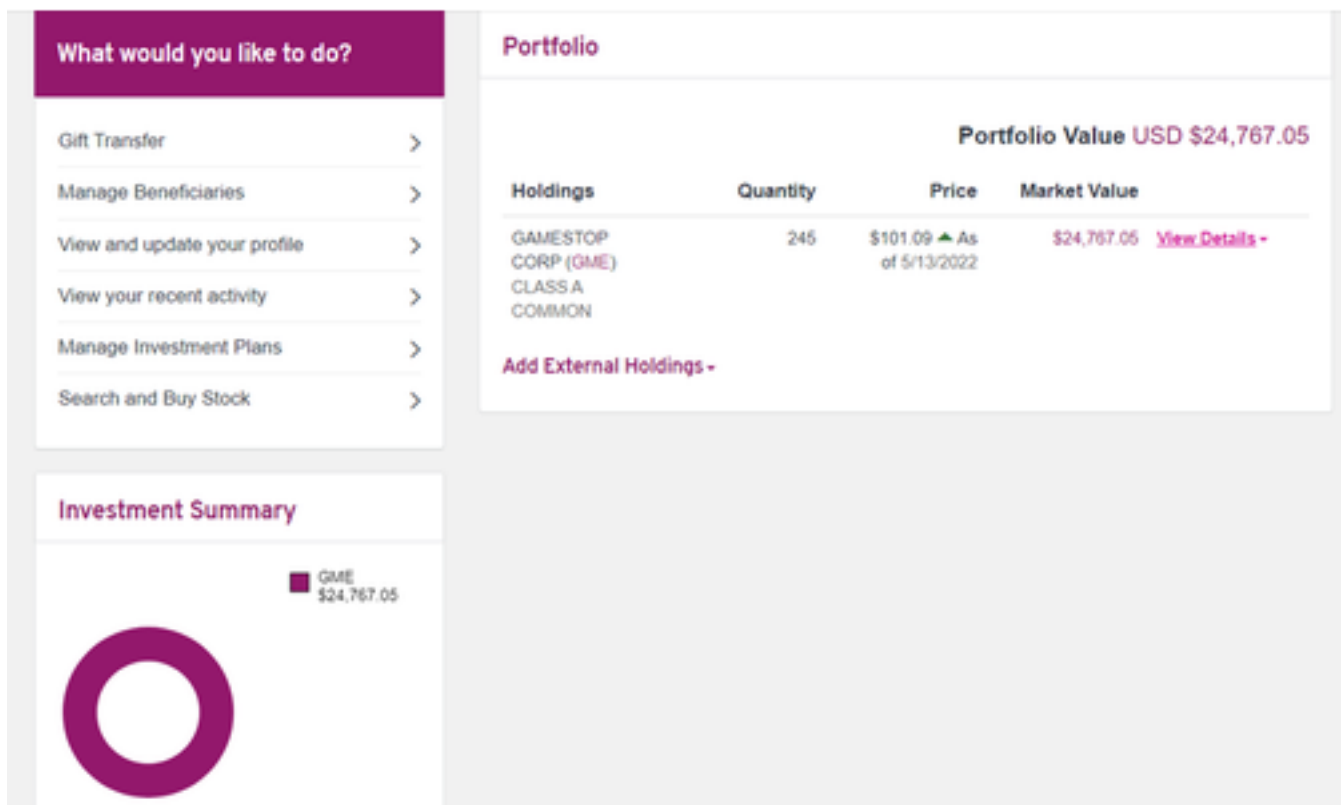 What would you like to do?
Gift Transfer
Manage Beneficiaries
View and update your profile
View your recent activity
Manage Investment Plans
Search and Buy Stock
Investment Summary
GME
$24,767.05
Portfolio
Portfolio Value USD $24,767.05
Holdings Quantity Price Market Value
GAMESTOP 245 $101.09 As $24,767.05 View Details
CORP (GME) of 5/13/2022
CLASS A
COMMON
Add External Holdings